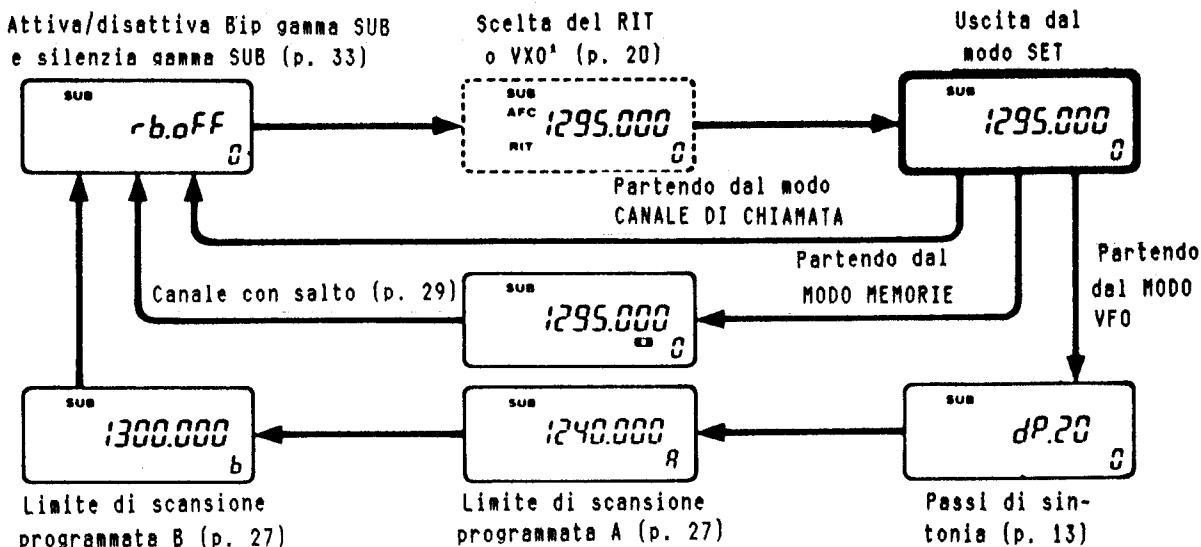 Attiva/disattiva Bip gamma SUB
e silenzia gamma SUB (p. 33)
SUB
rb.oFF
0
Scelta del RIT
o VXO¹ (p. 20)
SUB
AFC
1295.000
RIT
0
Uscita dal
modo SET
SUB
1295.000
0
Partendo dal modo
CANALE DI CHIAMATA
Partendo dal
MODO MEMORIE
Partendo
dal MODO
VFO
Canale con salto (p. 29)
SUB
1295.000
0
SUB
1300.000
b
Limite di scansione
programmata B (p. 27)
SUB
1240.000
A
Limite di scansione
programmata A (p. 27)
SUB
dP.20
0
Passi di sin-
tonia (p. 13)